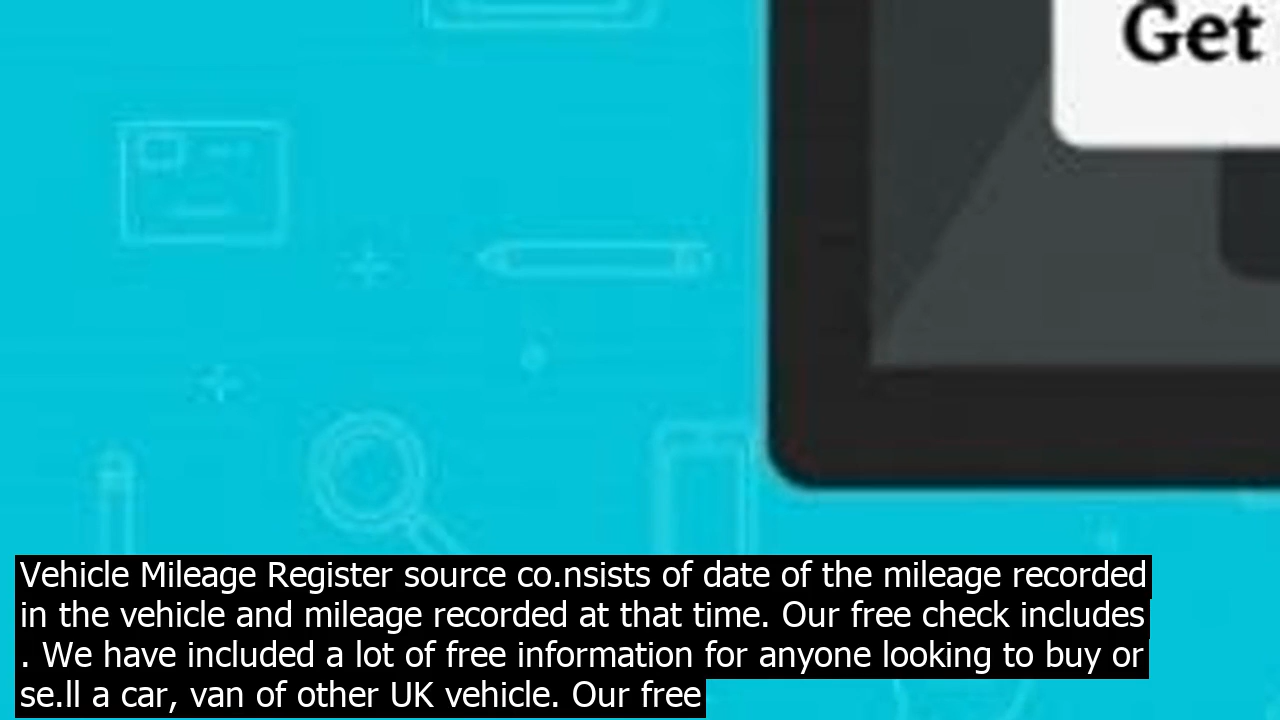 Get
Vehicle Mileage Register source co.nsists of date of the mileage recorded
in the vehicle and mileage recorded at that time. Our free check includes
. We have included a lot of free information for anyone looking to buy or
se.ll a car, van of other UK vehicle. Our free